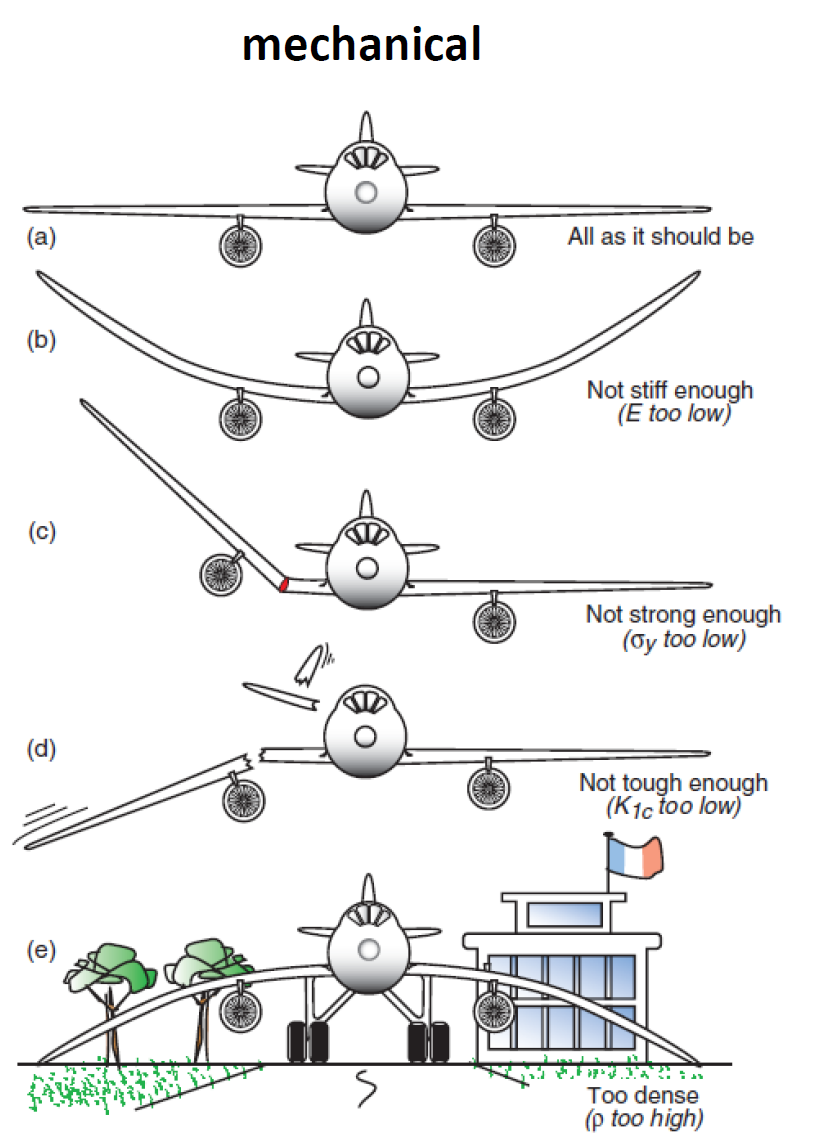 mechanical
(a)
All as it should be
(b)
Not stiff enough
(E too low)
(c)
Not strong enough
(σy too low)
(d)
Not tough enough
(K1c too low)
(e)
Too dense
(ρ too high)